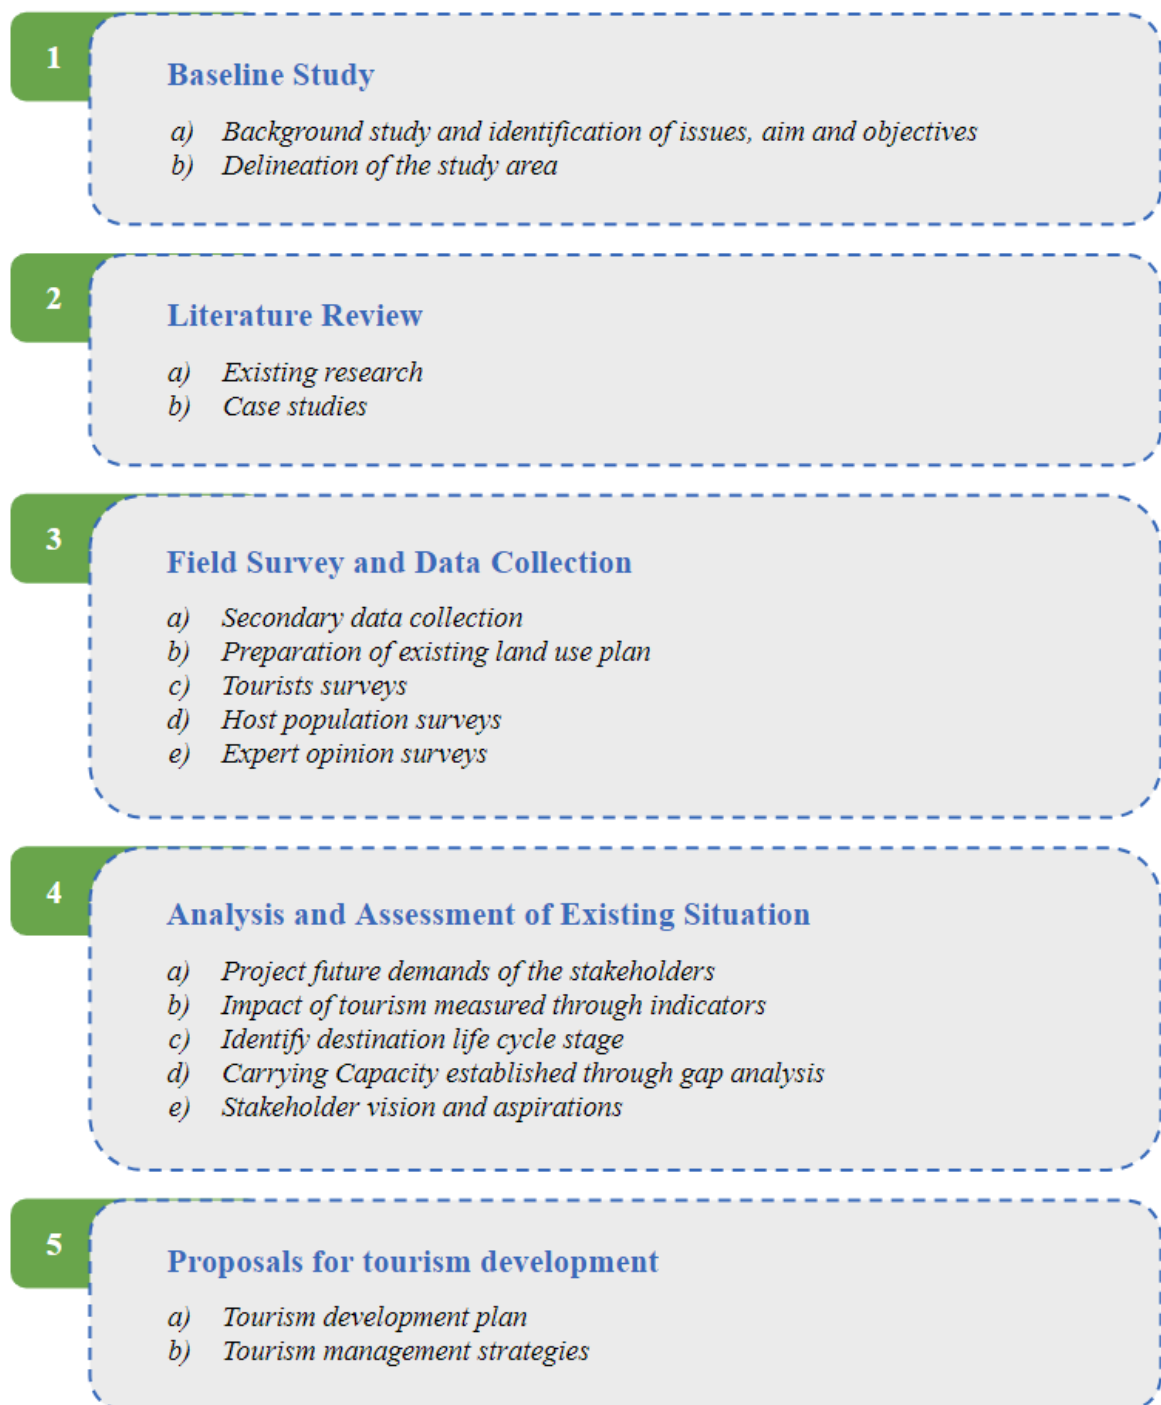 1
Baseline Study
a) Background study and identification of issues, aim and objectives
b) Delineation of the study area
2
Literature Review
a) Existing research
b) Case studies
3
Field Survey and Data Collection
a) Secondary data collection
b) Preparation of existing land use plan
c) Tourists surveys
d) Host population surveys
e) Expert opinion surveys
4
Analysis and Assessment of Existing Situation
a) Project future demands of the stakeholders
b) Impact of tourism measured through indicators
c) Identify destination life cycle stage
d) Carrying Capacity established through gap analysis
e) Stakeholder vision and aspirations
5
Proposals for tourism development
a) Tourism development plan
b) Tourism management strategies